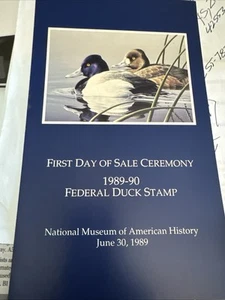 FIRST DAY OF SALE CEREMONY
1989-90
FEDERAL DUCK STAMP
National Museum of American History
June 30, 1989